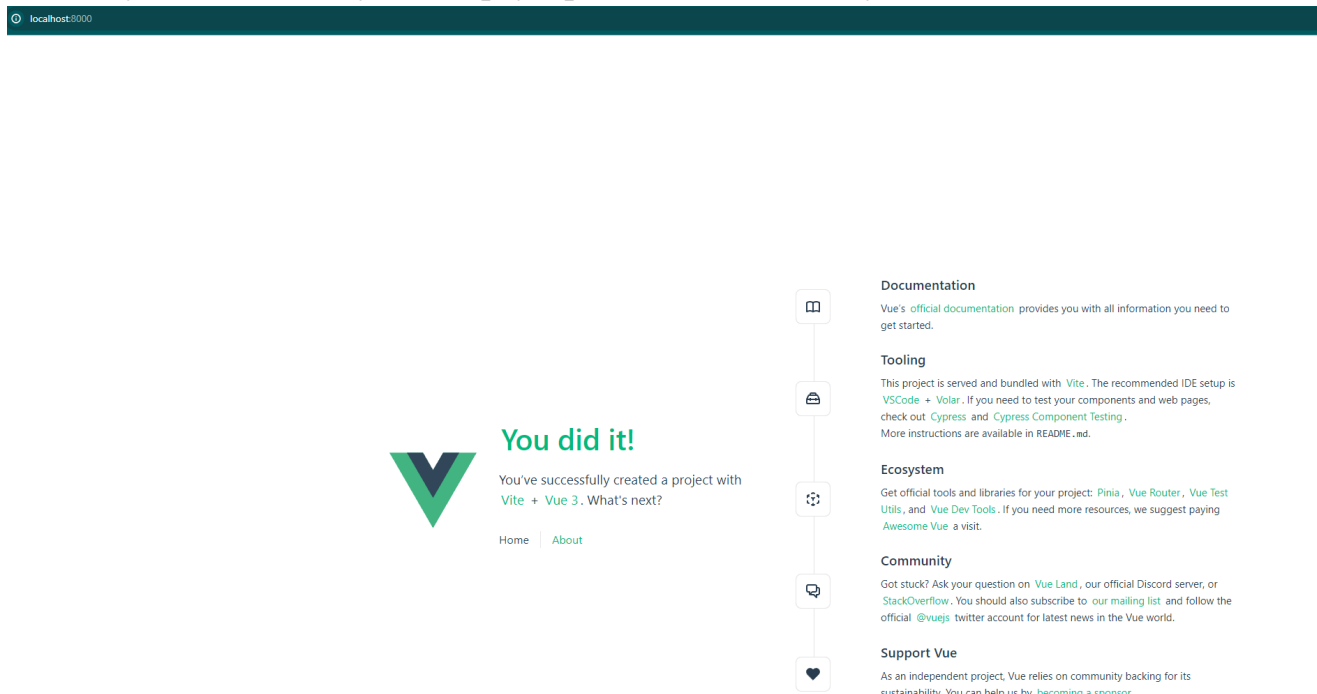 localhost:8000
You did it!
You've successfully created a project with
Vite + Vue 3. What's next?
Home
About
Documentation
Vue's official documentation provides you with all information you need to
get started.
Tooling
This project is served and bundled with Vite. The recommended IDE setup is
VSCode + Volar. If you need to test your components and web pages,
check out Cypress and Cypress Component Testing.
More instructions are available in README.md.
Ecosystem
Get official tools and libraries for your project: Pinia, Vue Router, Vue Test
Utils, and Vue Dev Tools. If you need more resources, we suggest paying
Awesome Vue a visit.
Community
Got stuck? Ask your question on Vue Land, our official Discord server, or
StackOverflow. You should also subscribe to our mailing list and follow the
official @vuejs twitter account for latest news in the Vue world.
Support Vue
As an independent project, Vue relies on community backing for its
sustainability. You can help us by becoming a sponsor.